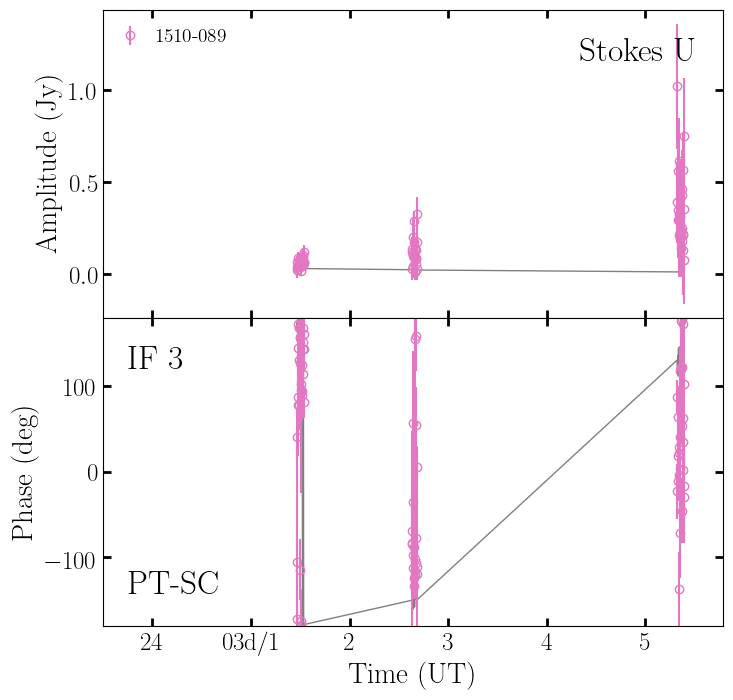 1510-089
Stokes U
Amplitude (Jy)
1.0
0.5
0.0
IF 3
Phase (deg)
100
0
−100
PT-SC
24
03d/1
2
3
4
5
Time (UT)